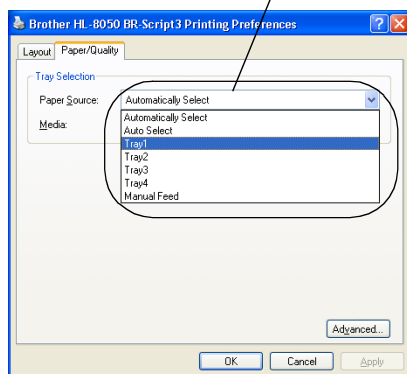 Brother HL-8050 BR-Script3 Printing Preferences
Layout Paper/Quality
Tray Selection
Paper Source: Automatically Select
Media:
Automatically Select
Auto Select
Tray1
Tray2
Tray3
Tray4
Manual Feed
Advanced...
OK Cancel Apply